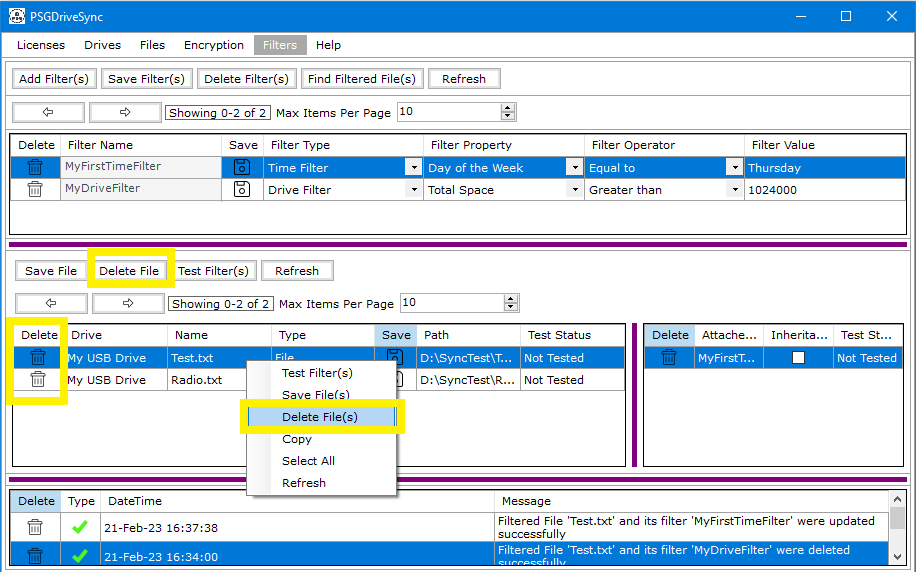 PSGDriveSync
Licenses Drives Files Encryption Filters Help
Add Filter(s) Save Filter(s) Delete Filter(s) Find Filtered File(s) Refresh
Showing 0-2 of 2 Max Items Per Page 10
Delete Filter Name Save Filter Type Filter Property Filter Operator Filter Value
MyFirstTimeFilter Time Filter Day of the Week Equal to Thursday
MyDriveFilter Drive Filter Total Space Greater than 1024000
Save File Delete File Test Filter(s) Refresh
Showing 0-2 of 2 Max Items Per Page 10
Delete Drive Name Type Save Path Test Status Delete Attache... Inherita... Test St...
My USB Drive Test.txt File D:\SyncTest\T... Not Tested MyFirstT... Not Tested
My USB Drive Radio.txt D:\SyncTest\R... Not Tested
Test Filter(s)
Save File(s)
Delete File(s)
Copy
Select All
Refresh
Delete Type DateTime Message
21-Feb-23 16:37:38 Filtered File 'Test.txt' and its filter 'MyFirstTimeFilter' were updated
successfully
21-Feb-23 16:34:00 Filtered File 'Test.txt' and its filter 'MyDriveFilter' were deleted
successfully